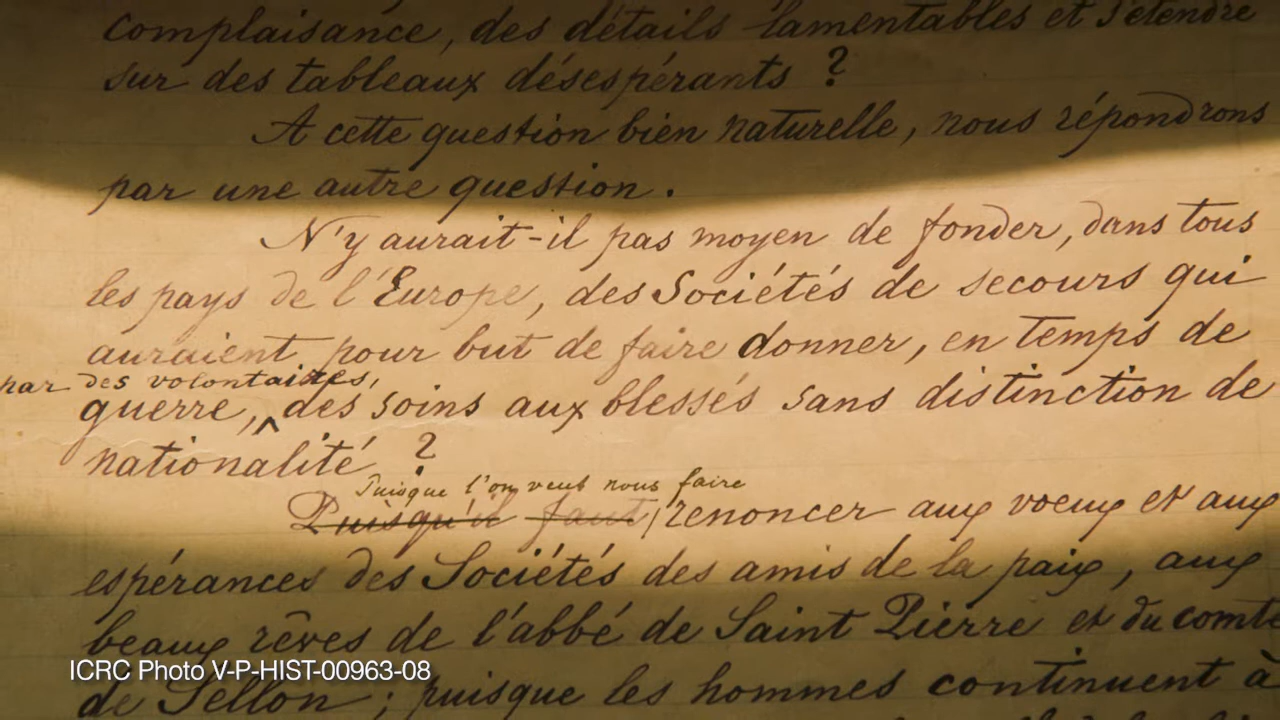 complaisance, des détails lamentables et s'étendre
sur des tableaux désespérants ?
A cette question bien naturelle, nous répondrons
par une autre question.
N'y aurait-il pas moyen de fonder, dans tous
les pays de l'Europe, des Sociétés de secours qui
auraient pour but de faire donner, en temps de
par des volontaires,
guerre, des soins aux blessés sans distinction de
nationalité ?
Puisque l'on veut nous faire
Puisqu'il faut renoncer aux voeux et aux
espérances des Sociétés des amis de la paix, aux
beaux rêves de l'abbé de Saint Pierre et du comte
de Sellon ; puisque les hommes continuent à
ICRC Photo V-P-HIST-00963-08